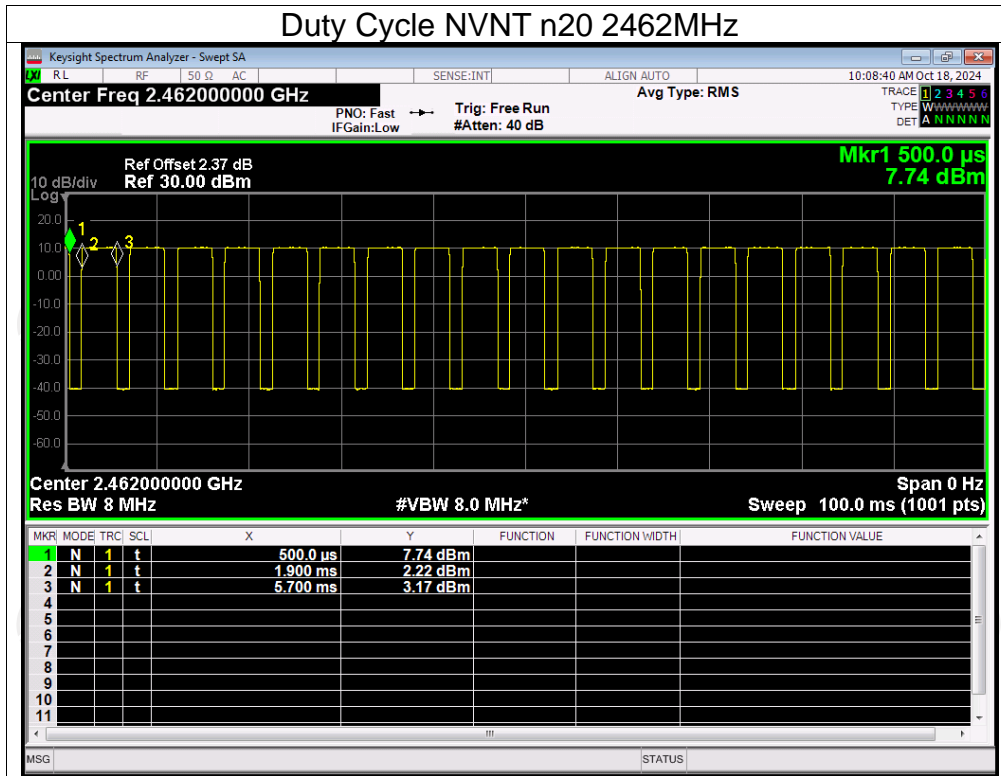 Duty Cycle NVNT n20 2462MHz
Keysight Spectrum Analyzer - Swept SA
LXI RL RF 50 Ω AC SENSE:INT ALIGN AUTO 10:08:40 AM Oct 18, 2024
Center Freq 2.462000000 GHz Avg Type: RMS TRACE 1 2 3 4 5 6
PNO: Fast Trig: Free Run TYPE WWWWWW
IFGain:Low #Atten: 40 dB DET A N N N N N
Mkr1 500.0 µs
Ref Offset 2.37 dB
10 dB/div Ref 30.00 dBm 7.74 dBm
Log
20.0
1
2 3
10.0
0.00
-10.0
-20.0
-30.0
-40.0
-50.0
-60.0
Center 2.462000000 GHz Span 0 Hz
Res BW 8 MHz #VBW 8.0 MHz* Sweep 100.0 ms (1001 pts)
MKR MODE TRC SCL X Y FUNCTION FUNCTION WIDTH FUNCTION VALUE
1 N 1 t 500.0 µs 7.74 dBm
2 N 1 t 1.900 ms 2.22 dBm
3 N 1 t 5.700 ms 3.17 dBm
4
5
6
7
8
9
10
11
MSG STATUS